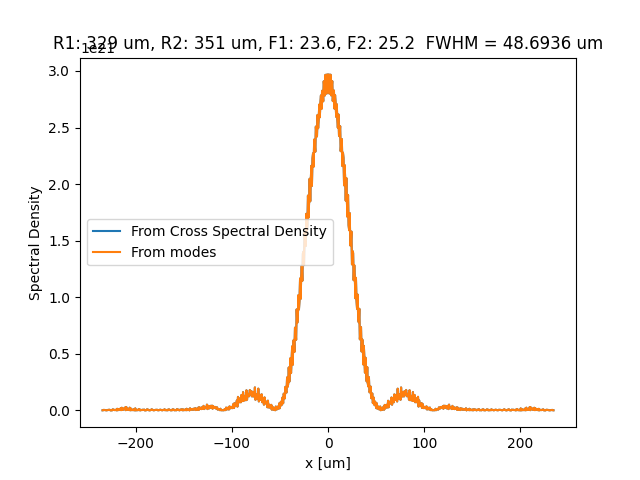 R1: 329 um, R2: 351 um, F1: 23.6, F2: 25.2  FWHM = 48.6936 um
1e21
3.0
2.5
2.0
1.5
1.0
0.5
0.0
Spectral Density
From Cross Spectral Density
From modes
−200 −100 0 100 200
x [um]